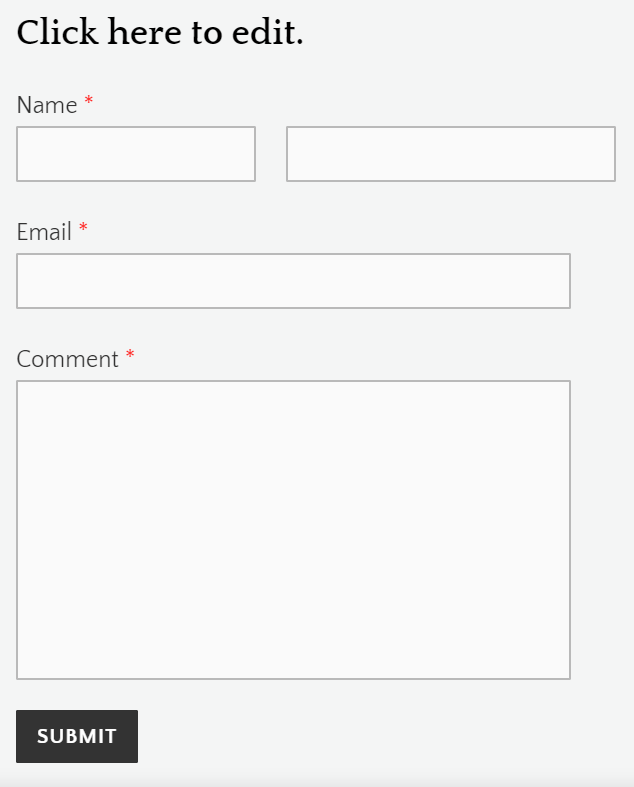 Click here to edit.
Name *
Email *
Comment *
SUBMIT